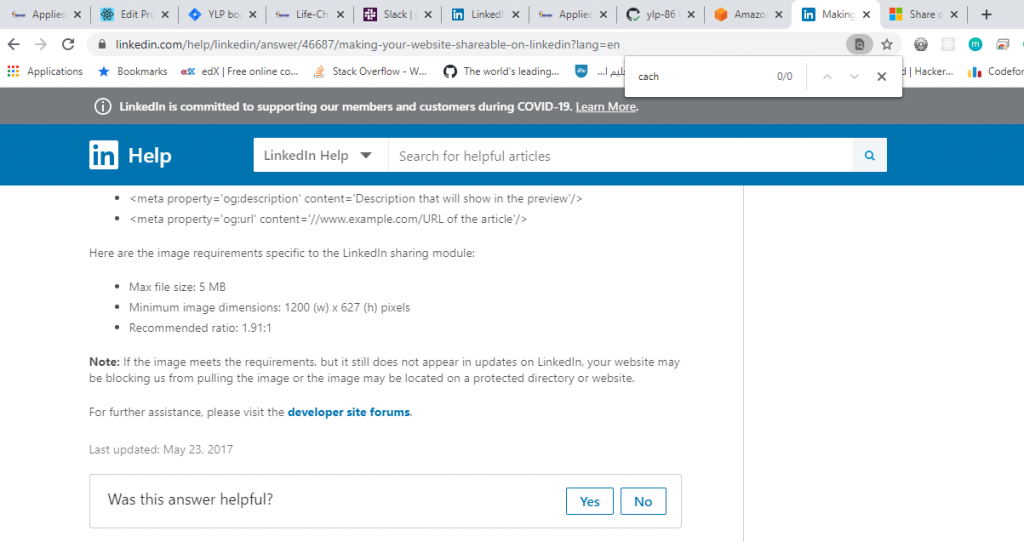 Applied
Edit Pro
YLP bo
Life-Ch
Slack |
Linked
Applied
ylp-86
Amazo
Making
Share o
linkedin.com/help/linkedin/answer/46687/making-your-website-shareable-on-linkedin?lang=en
Applications
Bookmarks
edX | Free online co...
Stack Overflow - W...
The world's leading...
d | Hacker...
Codefor
cach
0/0
LinkedIn is committed to supporting our members and customers during COVID-19. Learn More.
in Help
LinkedIn Help
Search for helpful articles
• <meta property='og:description' content='Description that will show in the preview'/>
• <meta property='og:url' content='//www.example.com/URL of the article'/>
Here are the image requirements specific to the LinkedIn sharing module:
• Max file size: 5 MB
• Minimum image dimensions: 1200 (w) x 627 (h) pixels
• Recommended ratio: 1.91:1
Note: If the image meets the requirements, but it still does not appear in updates on LinkedIn, your website may
be blocking us from pulling the image or the image may be located on a protected directory or website.
For further assistance, please visit the developer site forums.
Last updated: May 23, 2017
Was this answer helpful?
Yes
No